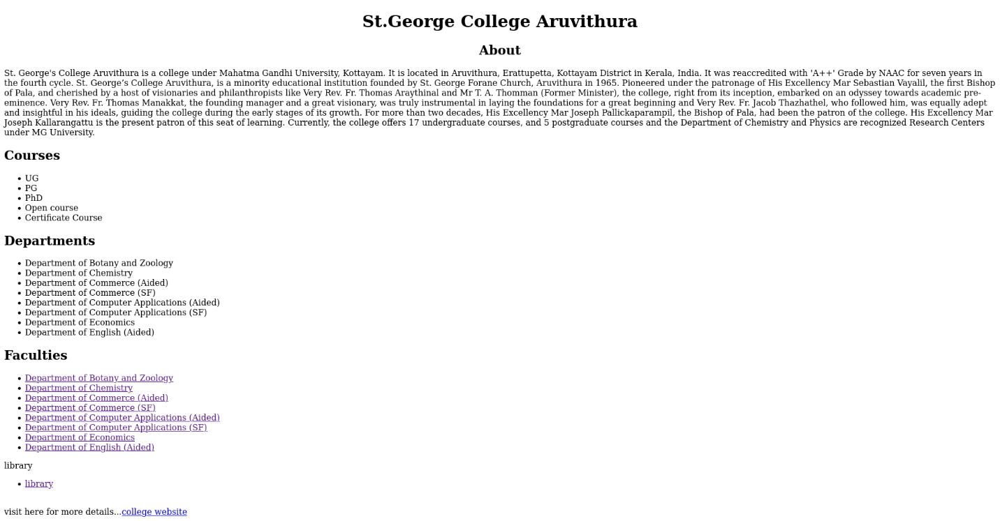 St.George College Aruvithura
About
St. George's College Aruvithura is a college under Mahatma Gandhi University, Kottayam. It is located in Aruvithura, Erattupetta, Kottayam District in Kerala, India. It was reaccredited with 'A++' Grade by NAAC for seven years in
the fourth cycle. St. George’s College Aruvithura, is a minority educational institution founded by St. George Forane Church, Aruvithura in 1965. Pioneered under the patronage of His Excellency Mar Sebastian Vayalil, the first Bishop
of Pala, and cherished by a host of visionaries and philanthropists like Very Rev. Fr. Thomas Araythinal and Mr T. A. Thomman (Former Minister), the college, right from its inception, embarked on an odyssey towards academic pre-
eminence. Very Rev. Fr. Thomas Manakkat, the founding manager and a great visionary, was truly instrumental in laying the foundations for a great beginning and Very Rev. Fr. Jacob Thazhathel, who followed him, was equally adept
and insightful in his ideals, guiding the college during the early stages of its growth. For more than two decades, His Excellency Mar Joseph Pallickaparampil, the Bishop of Pala, had been the patron of the college. His Excellency Mar
Joseph Kallarangattu is the present patron of this seat of learning. Currently, the college offers 17 undergraduate courses, and 5 postgraduate courses and the Department of Chemistry and Physics are recognized Research Centers
under MG University.
Courses
• UG
• PG
• PhD
• Open course
• Certificate Course
Departments
• Department of Botany and Zoology
• Department of Chemistry
• Department of Commerce (Aided)
• Department of Commerce (SF)
• Department of Computer Applications (Aided)
• Department of Computer Applications (SF)
• Department of Economics
• Department of English (Aided)
Faculties
• Department of Botany and Zoology
• Department of Chemistry
• Department of Commerce (Aided)
• Department of Commerce (SF)
• Department of Computer Applications (Aided)
• Department of Computer Applications (SF)
• Department of Economics
• Department of English (Aided)
library
• library
visit here for more details...college website